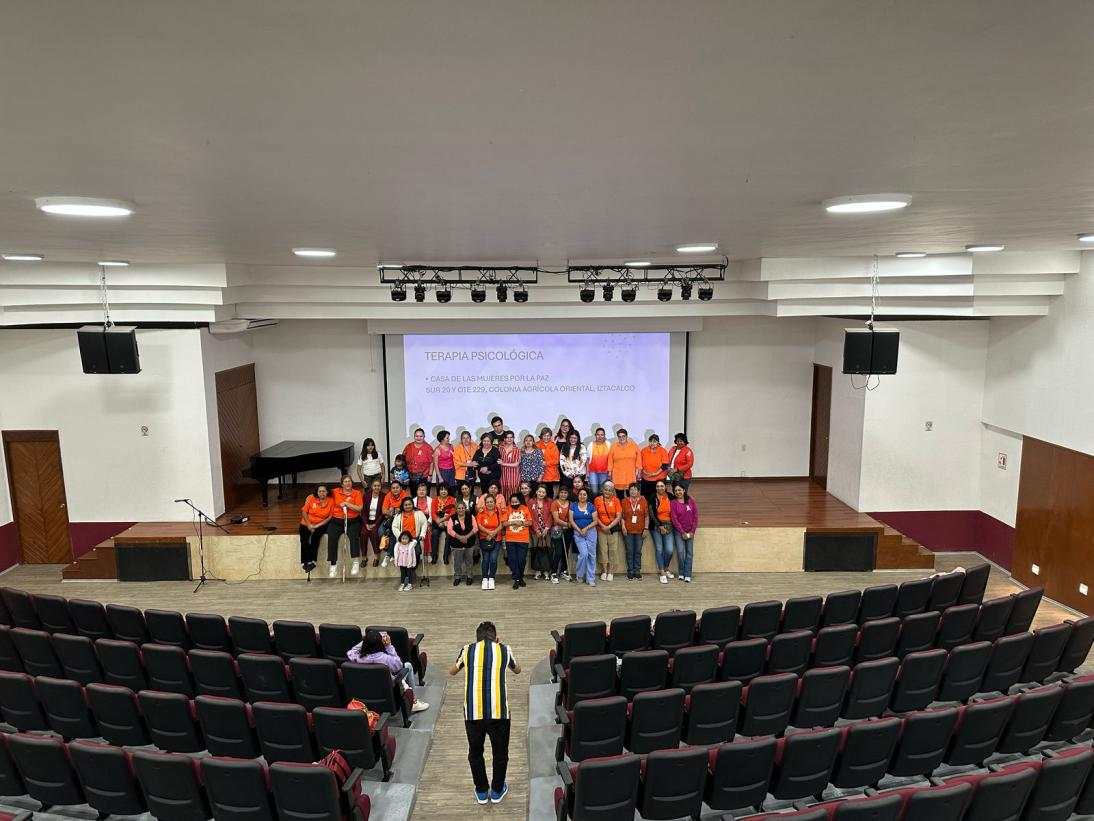 TERAPIA PSICOLÓGICA
• CASA DE LAS MUJERES POR LA PAZ
SUR 20 Y OTE 229, COLONIA AGRÍCOLA ORIENTAL, IZTACALCO